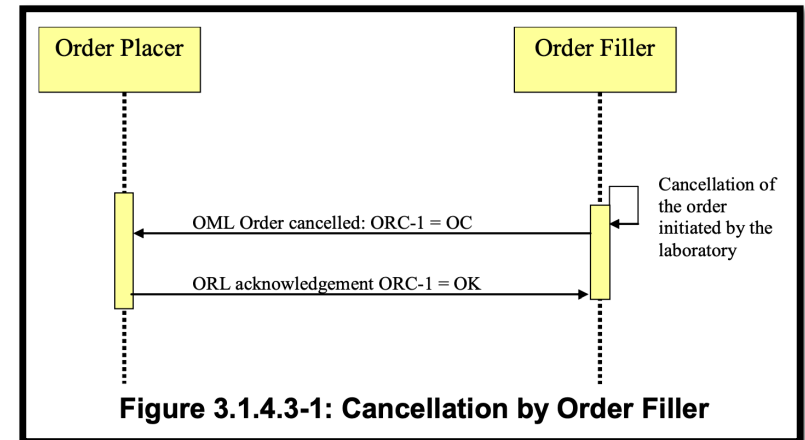 Order Placer
Order Filler
Cancellation of
the order
initiated by the
laboratory
OML Order cancelled: ORC-1 = OC
ORL acknowledgement ORC-1 = OK
Figure 3.1.4.3-1: Cancellation by Order Filler